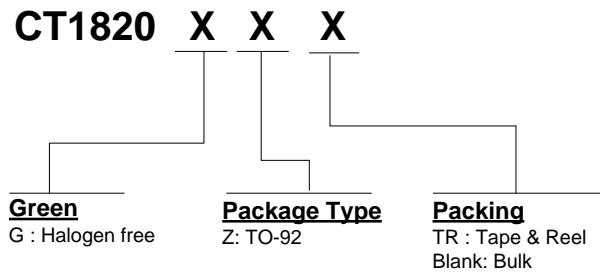 CT1820 X X X
Green
G : Halogen free
Package Type
Z: TO-92
Packing
TR : Tape & Reel
Blank: Bulk